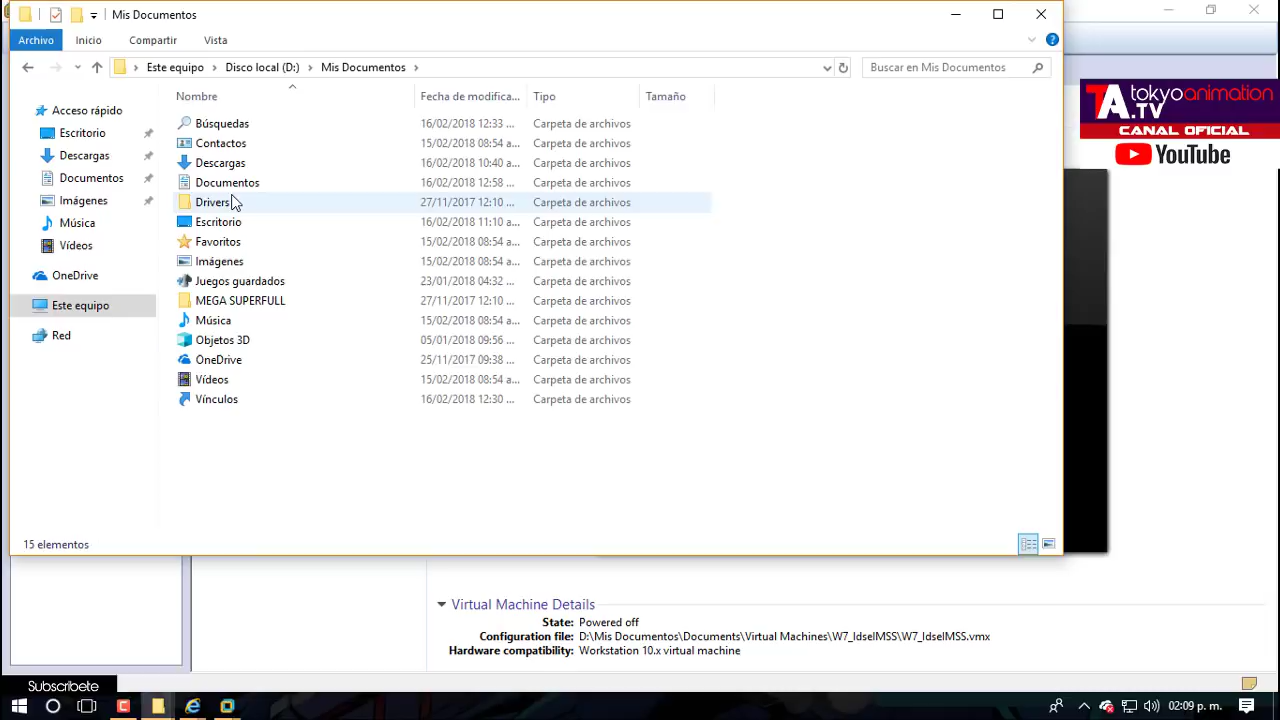 Mis Documentos
Archivo Inicio Compartir Vista
Este equipo Disco local (D:) Mis Documentos
Buscar en Mis Documentos
Nombre Fecha de modifica... Tipo Tamaño
Acceso rápido
Escritorio
Descargas
Documentos
Imágenes
Música
Vídeos
OneDrive
Este equipo
Red
Búsquedas 16/02/2018 12:33 ... Carpeta de archivos
Contactos 15/02/2018 08:54 ... Carpeta de archivos
Descargas 16/02/2018 10:40 ... Carpeta de archivos
Documentos 16/02/2018 12:58 ... Carpeta de archivos
Drivers 27/11/2017 12:10 ... Carpeta de archivos
Escritorio 16/02/2018 11:10 ... Carpeta de archivos
Favoritos 15/02/2018 08:54 a... Carpeta de archivos
Imágenes 15/02/2018 08:54 a... Carpeta de archivos
Juegos guardados 23/01/2018 04:32 ... Carpeta de archivos
MEGA SUPERFULL 27/11/2017 12:10 ... Carpeta de archivos
Música 15/02/2018 08:54 a... Carpeta de archivos
Objetos 3D 05/01/2018 09:56 ... Carpeta de archivos
OneDrive 25/11/2017 09:38 ... Carpeta de archivos
Vídeos 15/02/2018 08:54 a... Carpeta de archivos
Vínculos 16/02/2018 12:30 ... Carpeta de archivos
15 elementos
TA tokyoanimation
.TV
CANAL OFICIAL
YouTube
Virtual Machine Details
State: Powered off
Configuration file: D:\Mis Documentos\Documents\Virtual Machines\W7_IdseIMSS\W7_IdseIMSS.vmx
Hardware compatibility: Workstation 10.x virtual machine
Subscribete
02:09 p. m.